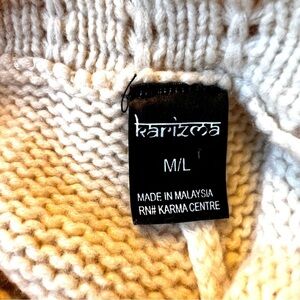 karizma
M/L
MADE IN MALAYSIA
RN# KARMA CENTRE